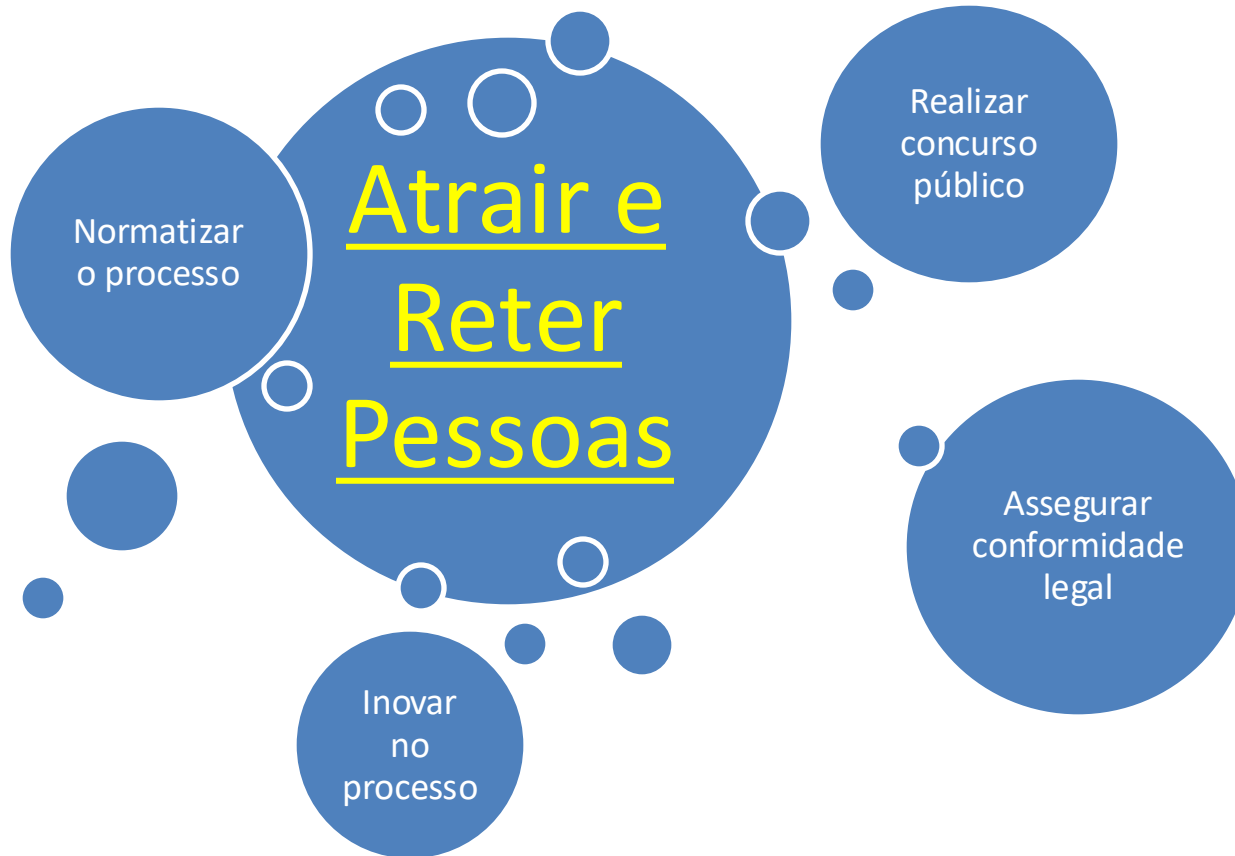 Atrair e
Reter
Pessoas
Normatizar
o processo
Realizar
concurso
público
Assegurar
conformidade
legal
Inovar
no
processo